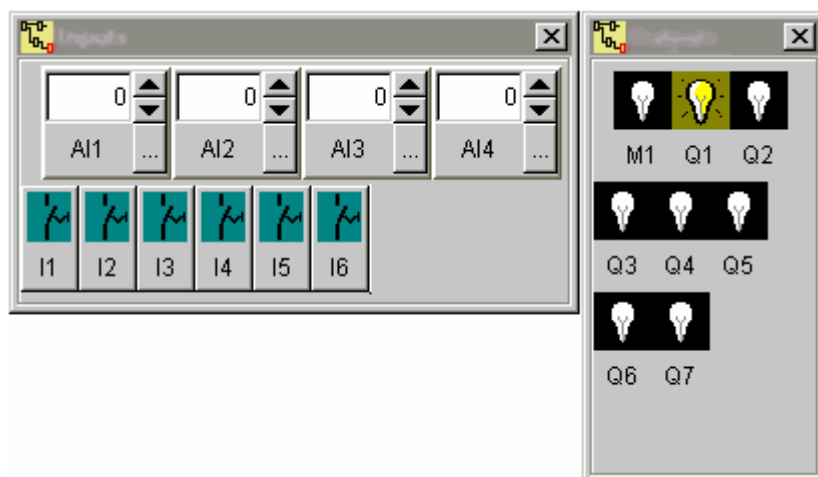 0 0 0 0
AI1 ... AI2 ... AI3 ... AI4 ...
I1 I2 I3 I4 I5 I6
M1 Q1 Q2
Q3 Q4 Q5
Q6 Q7